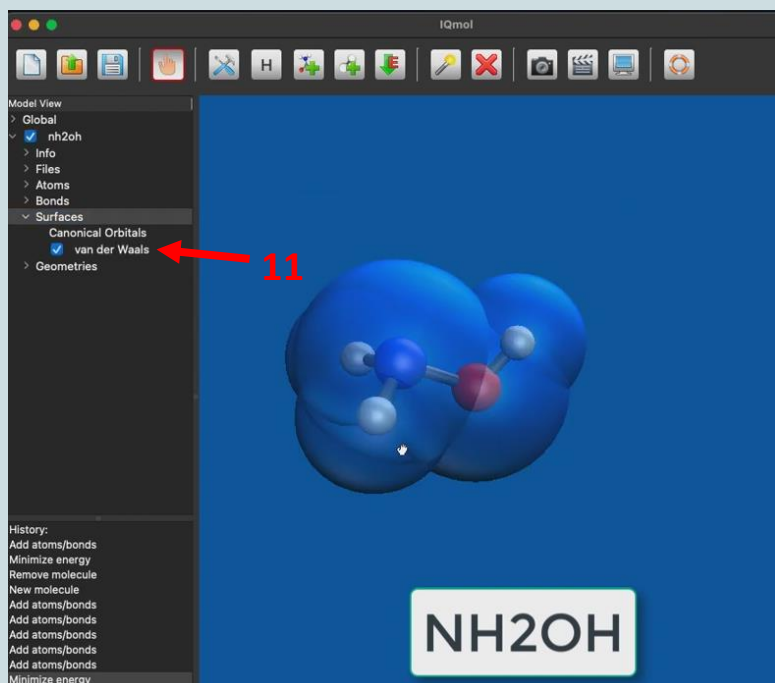 IQmol
H
Model View
Global
nh2oh
Info
Files
Atoms
Bonds
Surfaces
Canonical Orbitals
van der Waals
11
Geometries
NH2OH
History:
Add atoms/bonds
Minimize energy
Remove molecule
New molecule
Add atoms/bonds
Add atoms/bonds
Add atoms/bonds
Add atoms/bonds
Add atoms/bonds
Minimize energy